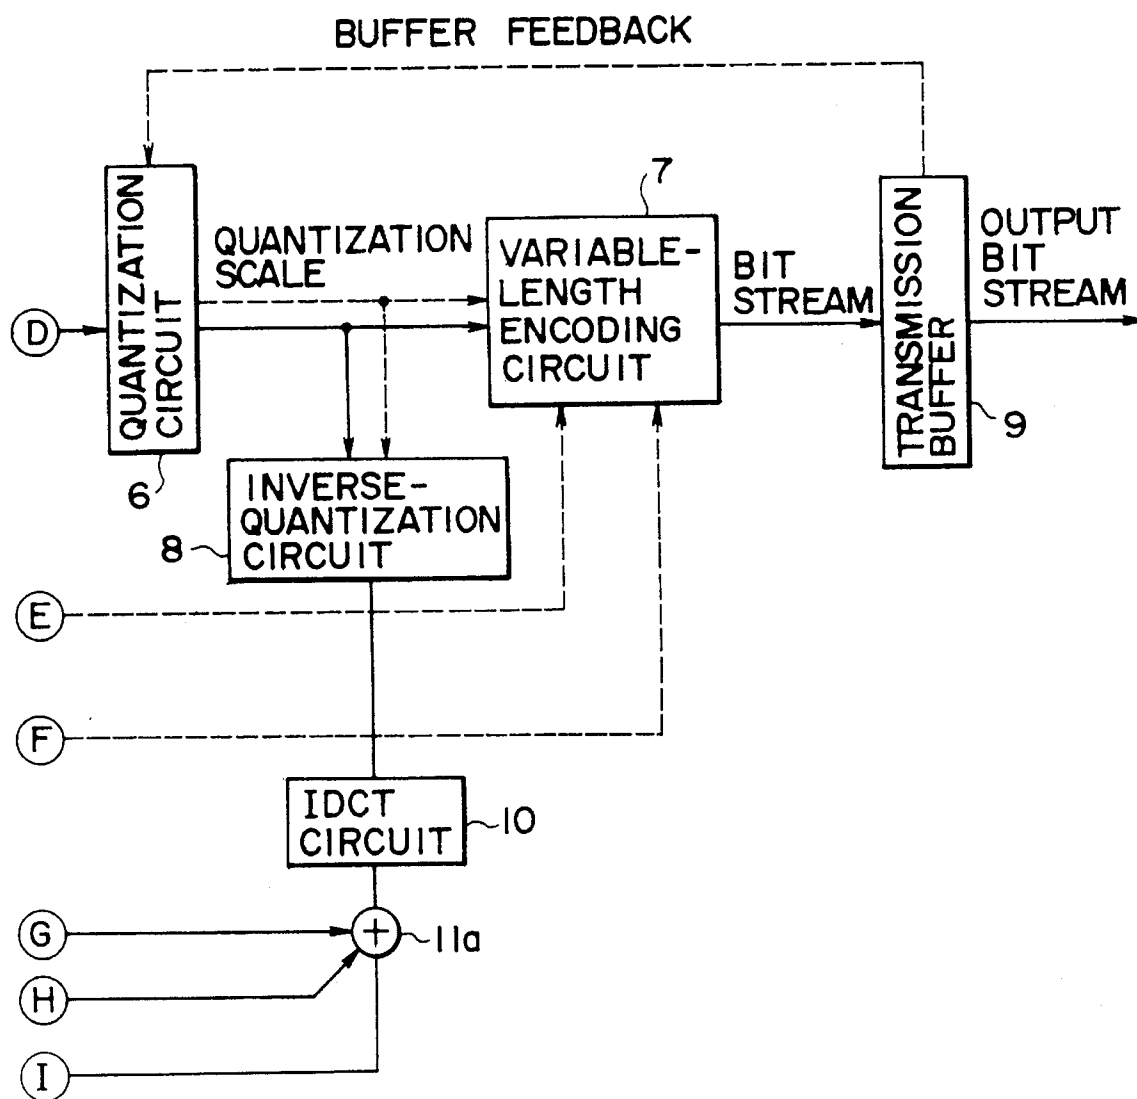 BUFFER FEEDBACK
7
QUANTIZATION
CIRCUIT
6
QUANTIZATION
SCALE
VARIABLE-
LENGTH
ENCODING
CIRCUIT
BIT
STREAM
TRANSMISSION
BUFFER
9
OUTPUT
BIT
STREAM
D
INVERSE-
QUANTIZATION
CIRCUIT
8
E
F
IDCT
CIRCUIT
10
G
11a
+
H
I